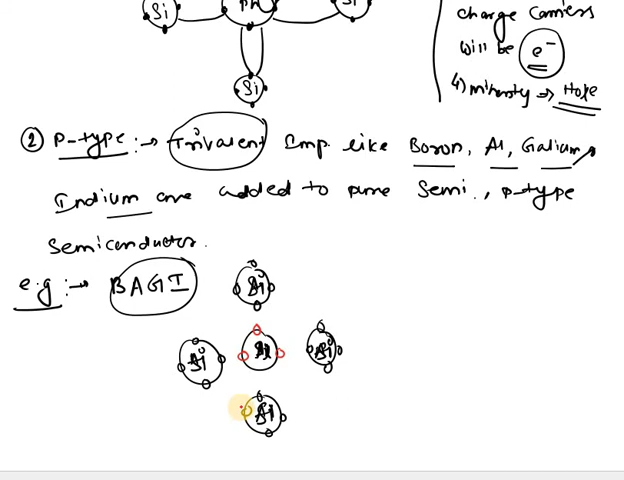 Si Ph Si
charge Carriers
will be e⁻
Si
4) minority ⇒ Hole
② P-type :→ Trivalent Imp like Boron, Al, Galium,
Indium are added to pure Semi., p-type
Semiconductor.
e.g :→ BAGI
Si
Si Al Si
Si